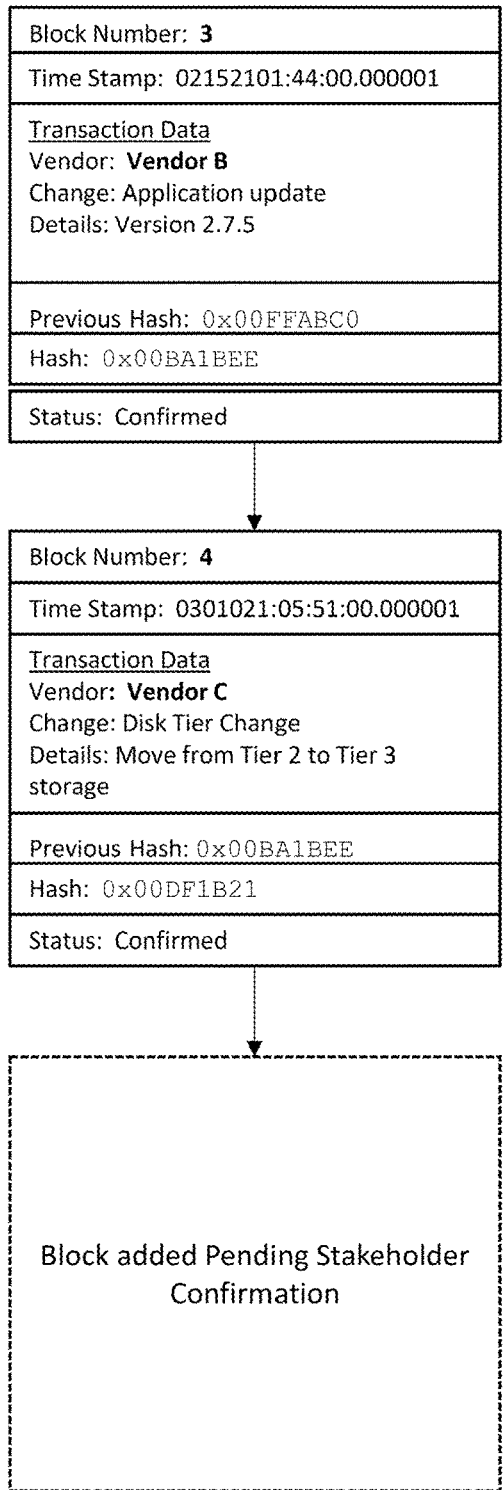 Block Number: 3
Time Stamp: 02152101:44:00.000001
Transaction Data
Vendor: Vendor B
Change: Application update
Details: Version 2.7.5
Previous Hash: 0x00FFABC0
Hash: 0x00BA1BEE
Status: Confirmed
Block Number: 4
Time Stamp: 0301021:05:51:00.000001
Transaction Data
Vendor: Vendor C
Change: Disk Tier Change
Details: Move from Tier 2 to Tier 3
storage
Previous Hash: 0x00BA1BEE
Hash: 0x00DF1B21
Status: Confirmed
Block added Pending Stakeholder
Confirmation